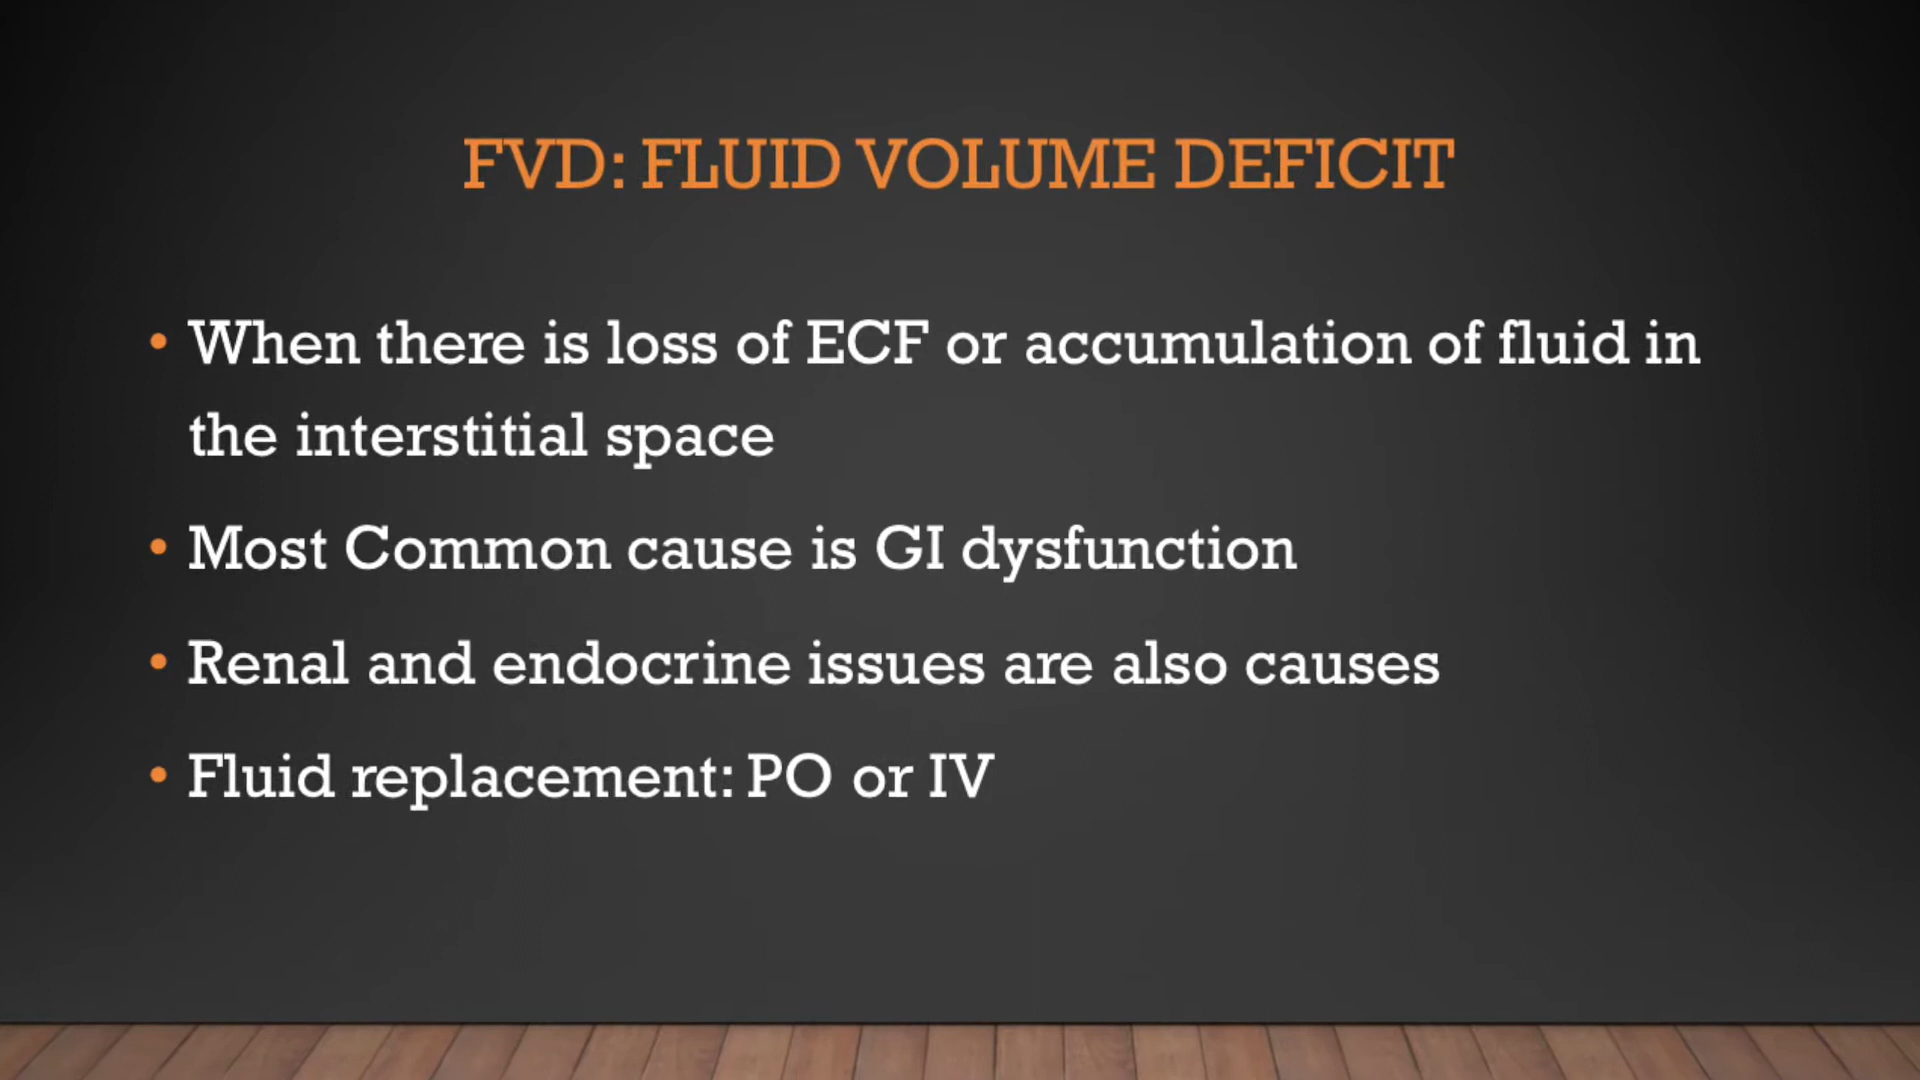 FVD: FLUID VOLUME DEFICIT
• When there is loss of ECF or accumulation of fluid in
the interstitial space
• Most Common cause is GI dysfunction
• Renal and endocrine issues are also causes
• Fluid replacement: PO or IV